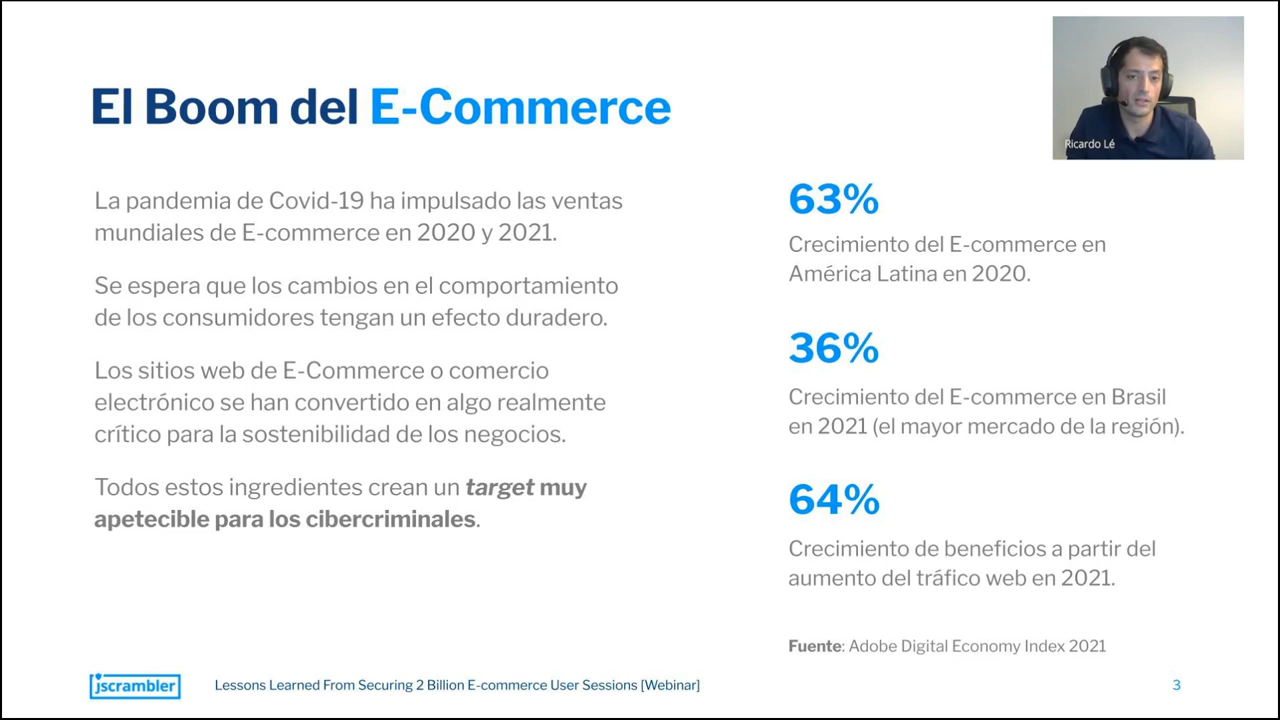 El Boom del E-Commerce
Ricardo Lé
La pandemia de Covid-19 ha impulsado las ventas
mundiales de E-commerce en 2020 y 2021.
Se espera que los cambios en el comportamiento
de los consumidores tengan un efecto duradero.
Los sitios web de E-Commerce o comercio
electrónico se han convertido en algo realmente
crítico para la sostenibilidad de los negocios.
Todos estos ingredientes crean un target muy
apetecible para los cibercriminales.
63%
Crecimiento del E-commerce en
América Latina en 2020.
36%
Crecimiento del E-commerce en Brasil
en 2021 (el mayor mercado de la región).
64%
Crecimiento de beneficios a partir del
aumento del tráfico web en 2021.
Fuente: Adobe Digital Economy Index 2021
jscrambler
Lessons Learned From Securing 2 Billion E-commerce User Sessions [Webinar]
3